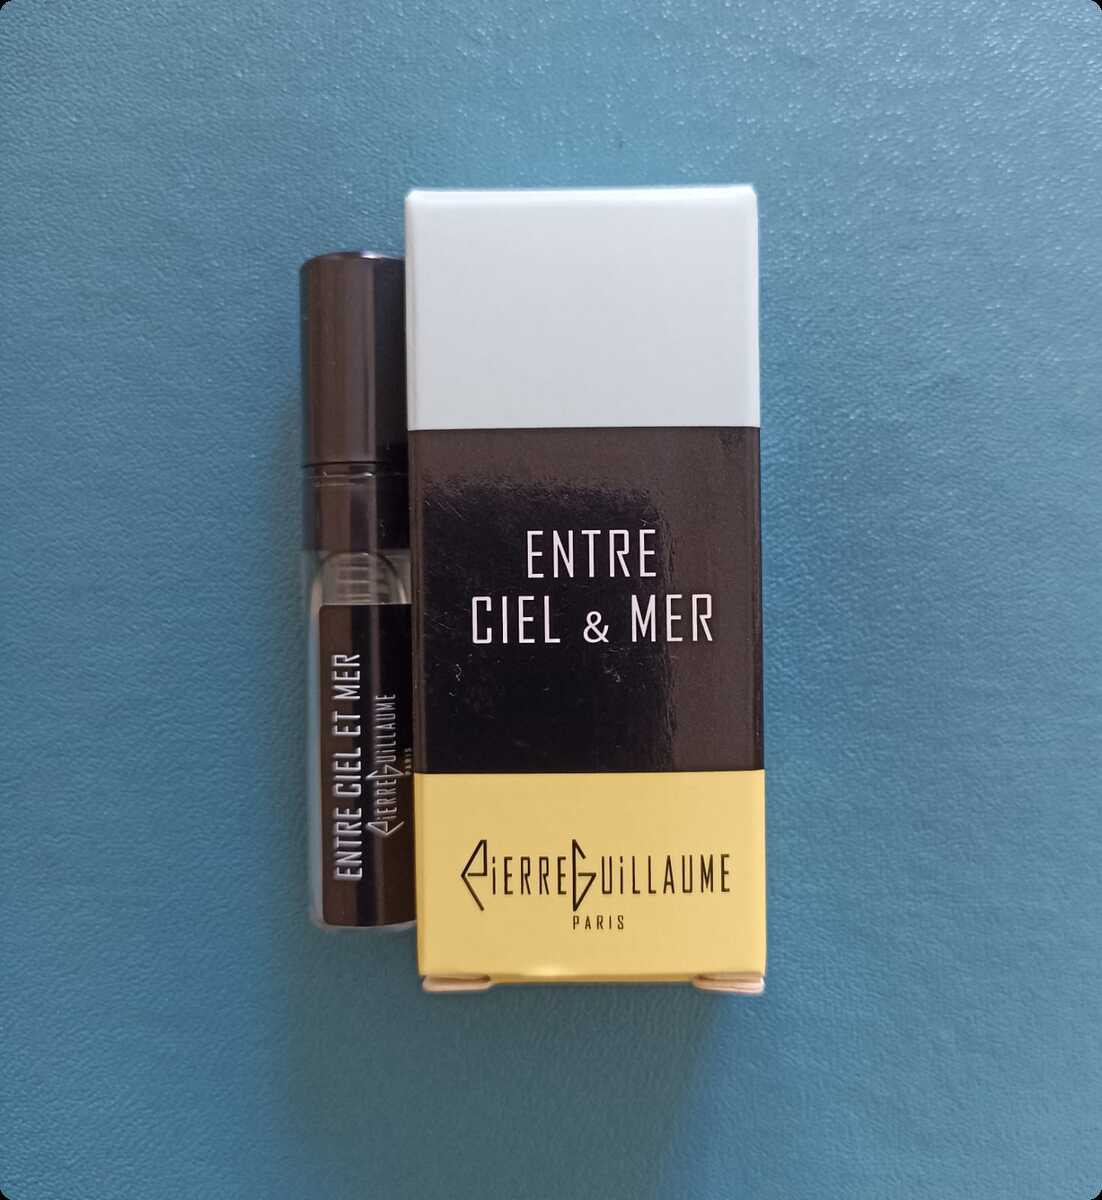 ENTRE
CIEL & MER
PiERREGUiLLAUME
PARIS
ENTRE CIEL ET MER
PiERREGUiLLAUME
PARIS